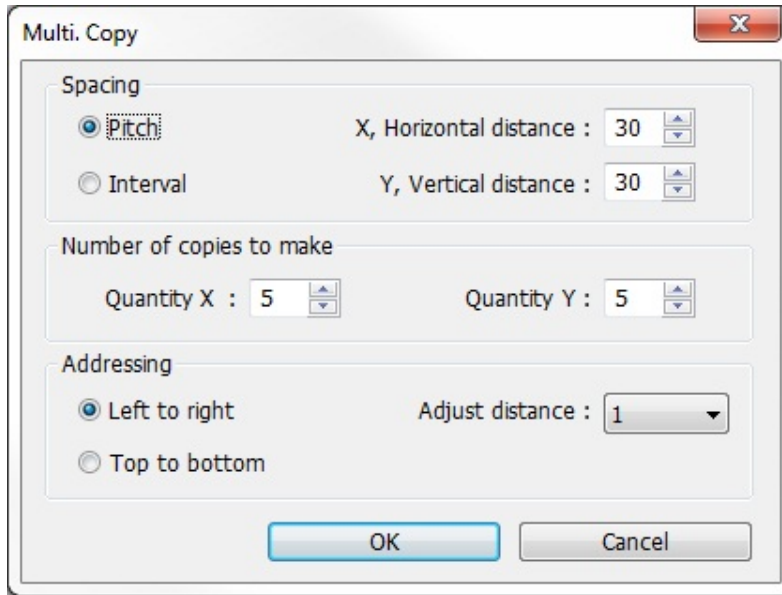 Multi. Copy
Spacing
Pitch X, Horizontal distance : 30
Interval Y, Vertical distance : 30
Number of copies to make
Quantity X : 5 Quantity Y : 5
Addressing
Left to right Adjust distance : 1
Top to bottom
OK Cancel